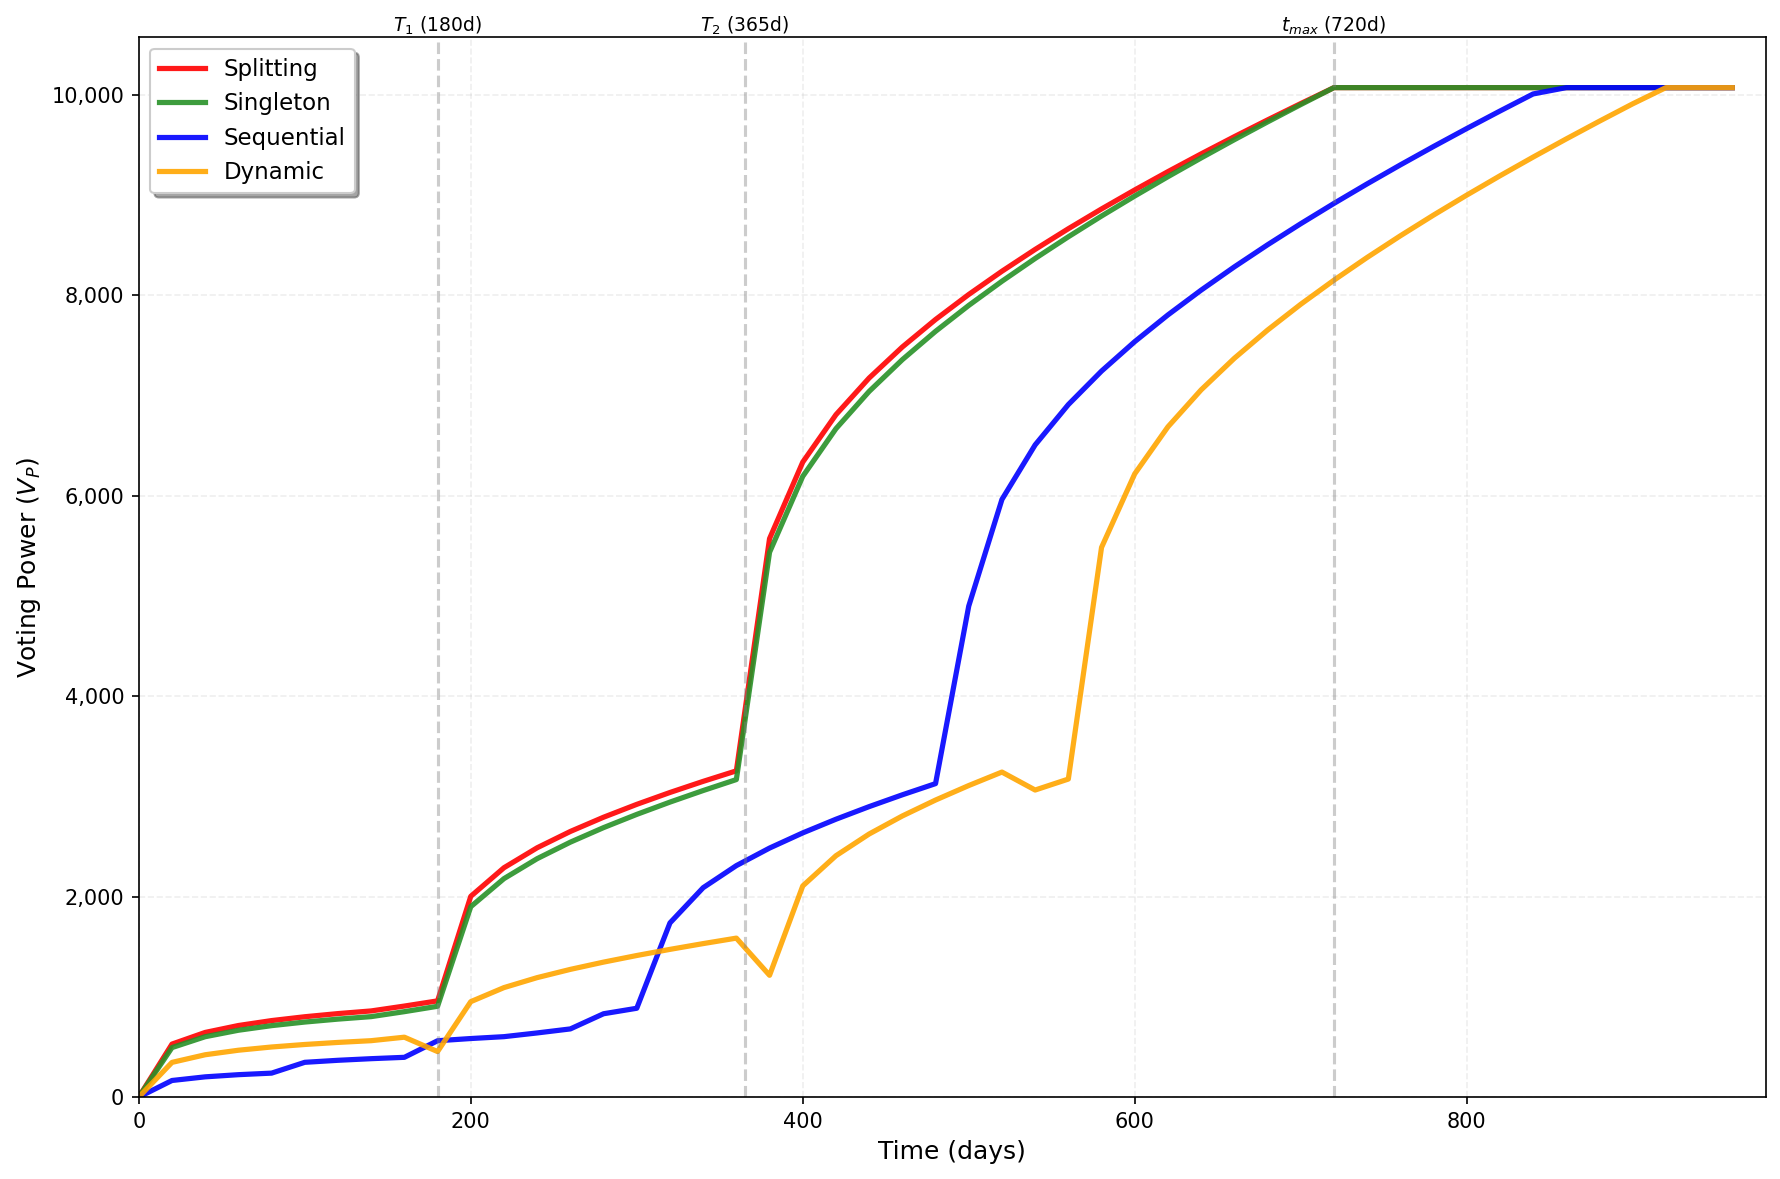 T₁ (180d) T₂ (365d) tₘₐₓ (720d)
Splitting
Singleton
Sequential
Dynamic
10,000
8,000
6,000
4,000
2,000
0
Voting Power (V_P)
0 200 400 600 800
Time (days)